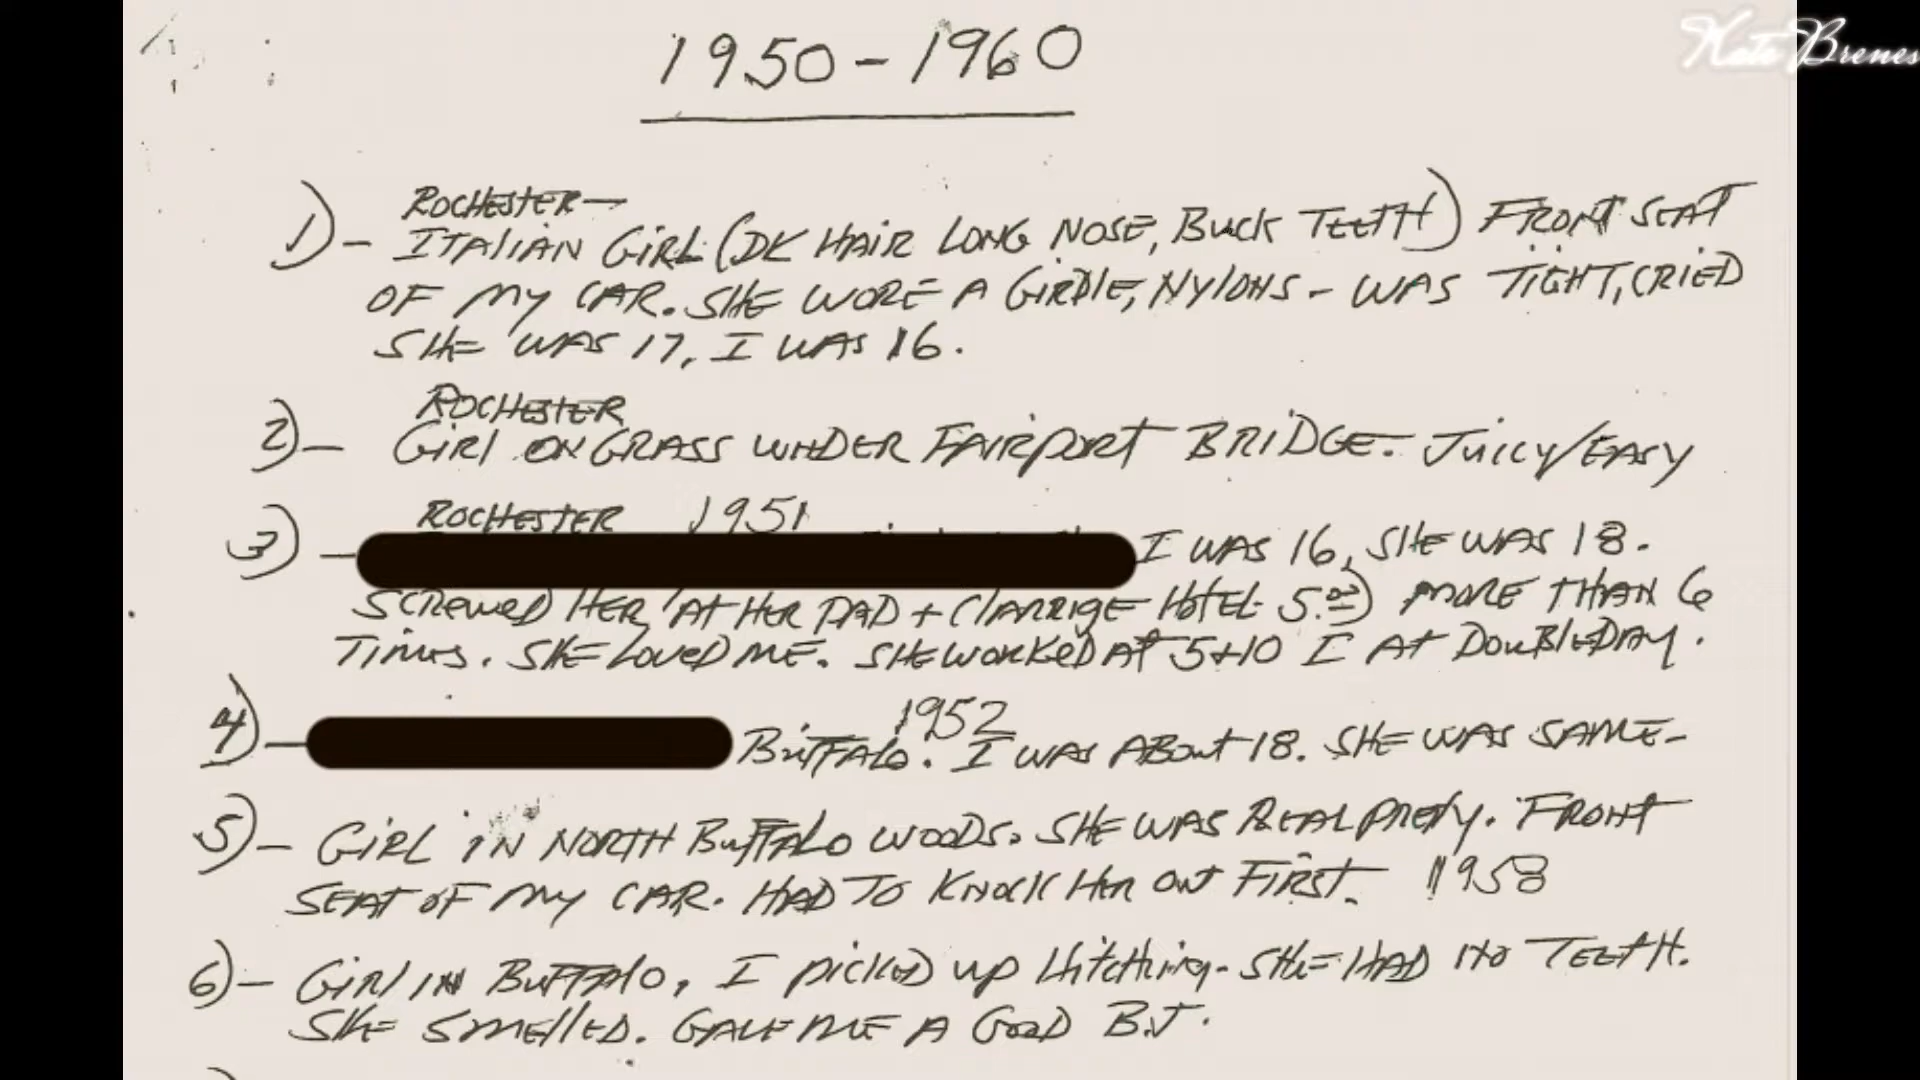 Kate Brenes
1950-1960
ROCHESTER—
1)- ITALIAN GIRL (DK HAIR LONG NOSE, BUCK TEETH) FRONT SEAT
OF MY CAR. SHE WORE A GIRDLE, NYLONS - WAS TIGHT, CRIED
SHE WAS 17, I WAS 16.
ROCHESTER
2)- GIRL ON GRASS UNDER FAIRPORT BRIDGE. JUICY/EASY
ROCHESTER 1951
3)- I WAS 16, SHE WAS 18.
SCREWED HER AT HER PAD + CLARRIGE HOTEL 5.00) MORE THAN 6
TIMES. SHE LOVED ME. SHE WORKED AT 5+10 I AT DOUBLEDAY.
1952
4)- BUFFALO. I WAS ABOUT 18. SHE WAS SAME-
5)- GIRL IN NORTH BUFFALO WOODS. SHE WAS REAL PRETY. FRONT
SEAT OF MY CAR. HAD TO KNOCK HER OUT FIRST. 1958
6)- GIRL IN BUFFALO, I PICKED UP HITCHING- SHE HAD NO TEETH.
SHE SMELLED. GAVE ME A GOOD B.J.